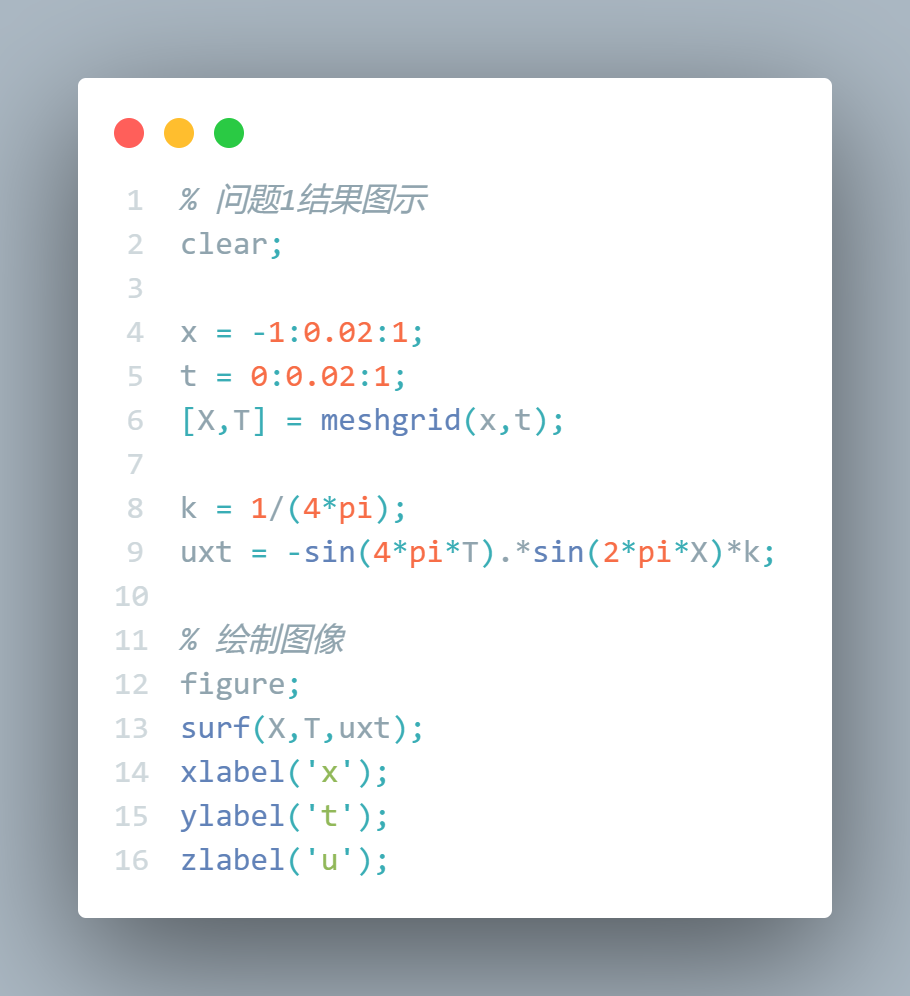 1 % 问题1结果图示
2 clear;
3
4 x = -1:0.02:1;
5 t = 0:0.02:1;
6 [X,T] = meshgrid(x,t);
7
8 k = 1/(4*pi);
9 uxt = -sin(4*pi*T).*sin(2*pi*X)*k;
10
11 % 绘制图像
12 figure;
13 surf(X,T,uxt);
14 xlabel('x');
15 ylabel('t');
16 zlabel('u');